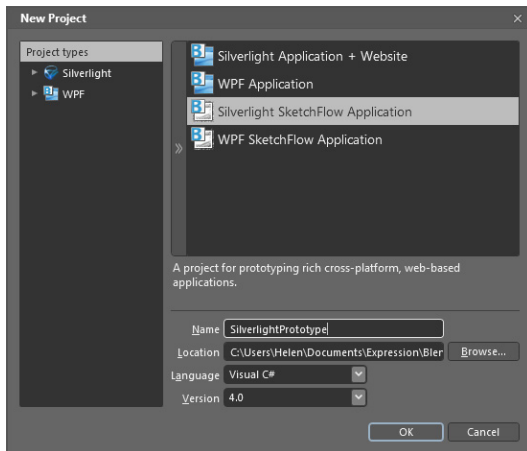 New Project
Project types
Silverlight
WPF
Silverlight Application + Website
WPF Application
Silverlight SketchFlow Application
WPF SketchFlow Application
A project for prototyping rich cross-platform, web-based
applications.
Name SilverlightPrototype
Location C:\Users\Helen\Documents\Expression\Bler Browse...
Language Visual C#
Version 4.0
OK Cancel